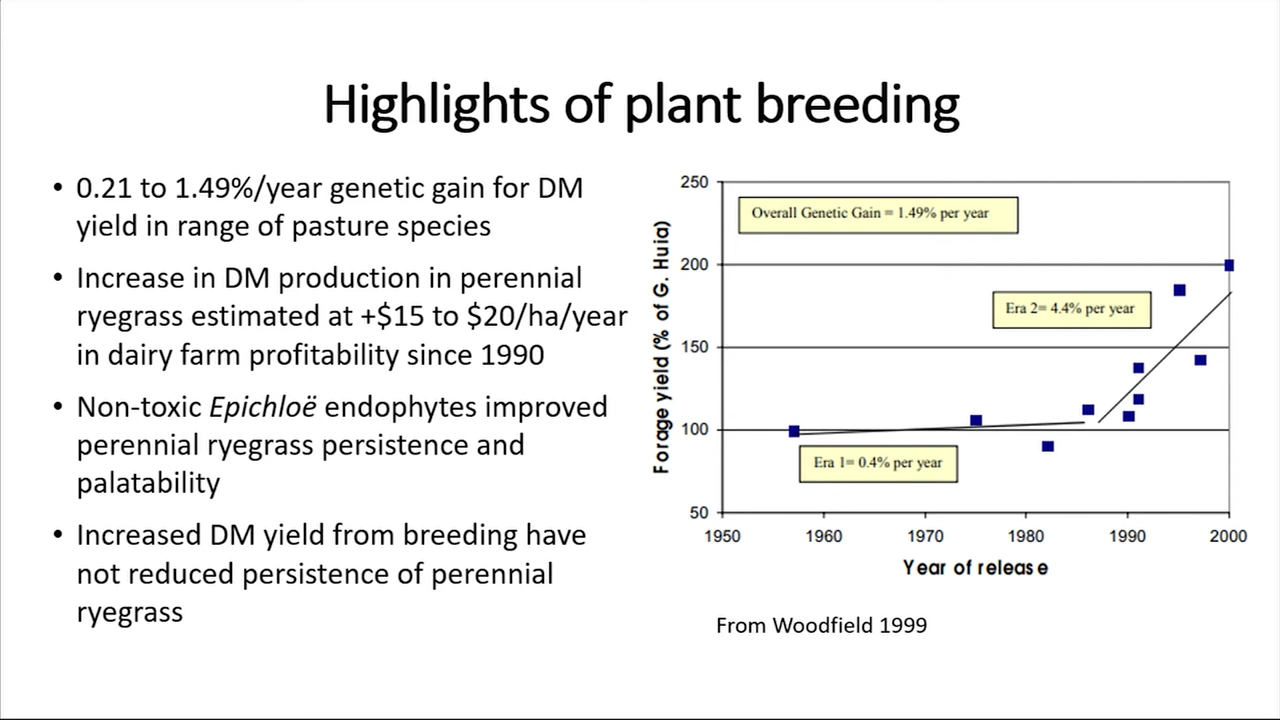 Highlights of plant breeding
• 0.21 to 1.49%/year genetic gain for DM
yield in range of pasture species
• Increase in DM production in perennial
ryegrass estimated at +$15 to $20/ha/year
in dairy farm profitability since 1990
• Non-toxic Epichloë endophytes improved
perennial ryegrass persistence and
palatability
• Increased DM yield from breeding have
not reduced persistence of perennial
ryegrass
Forage yield (% of G. Huia)
250
200
150
100
50
Overall Genetic Gain = 1.49% per year
Era 2= 4.4% per year
Era 1= 0.4% per year
1950 1960 1970 1980 1990 2000
Year of release
From Woodfield 1999